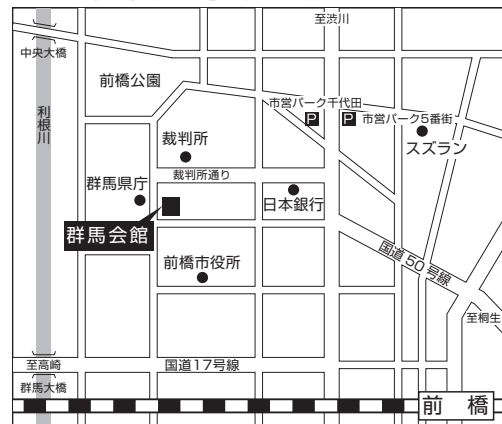 至渋川
中央大橋
前橋公園
市営パーク千代田
P
P
市営パーク5番街
利根川
裁判所
スズラン
裁判所通り
群馬県庁
日本銀行
群馬会館
前橋市役所
国道50号線
至桐生
至高崎
国道17号線
群馬大橋
前橋